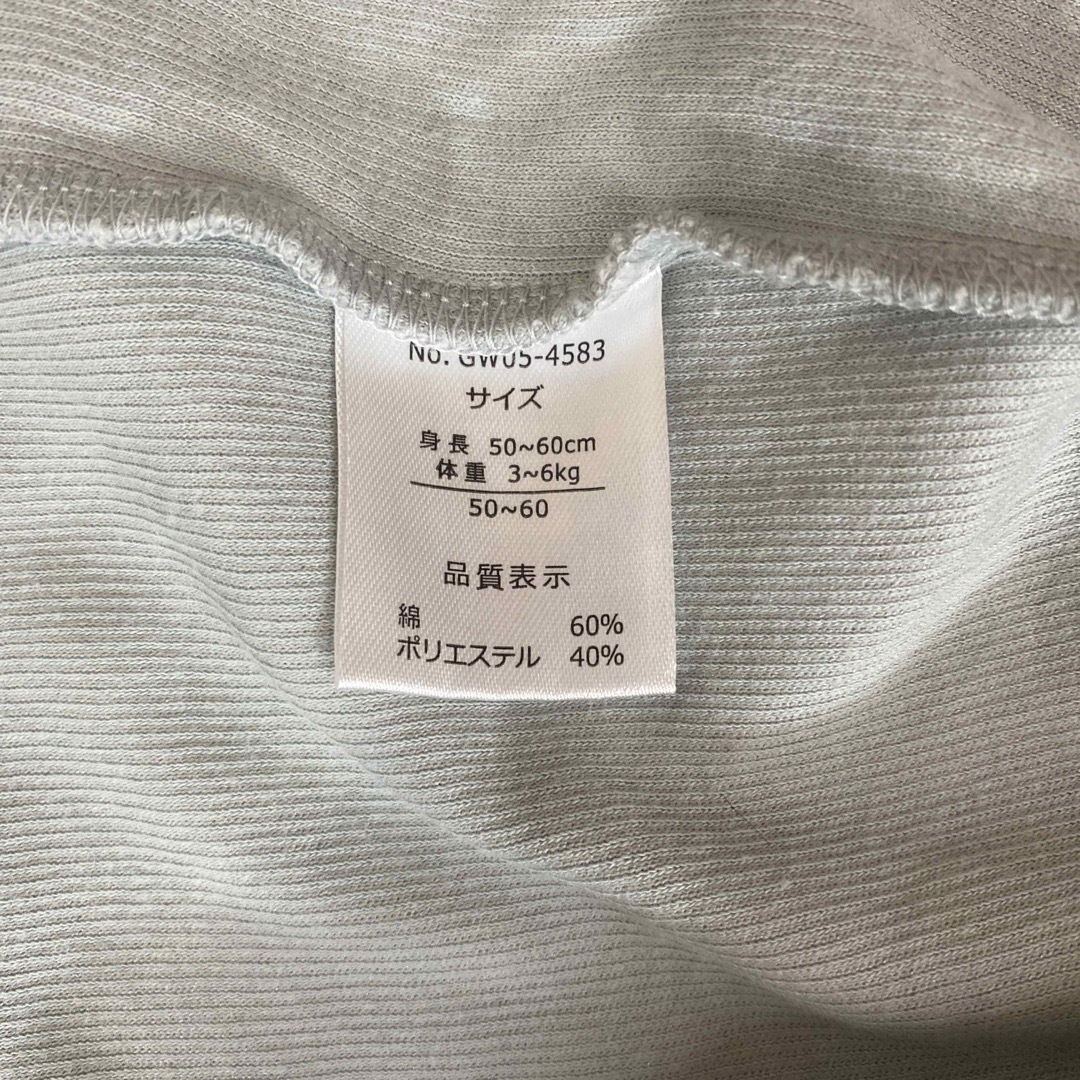 No. GW05-4583
サイズ
身長 50~60cm
体重 3~6kg
50~60
品質表示
綿 60%
ポリエステル 40%